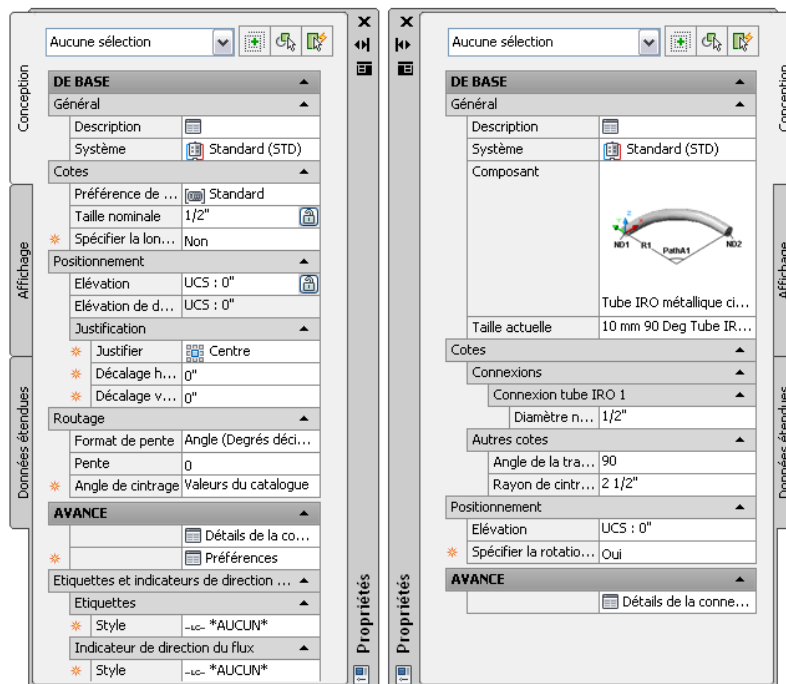 Aucune sélection
DE BASE
Général
Description
Système Standard (STD)
Cotes
Préférence de ... Standard
Taille nominale 1/2"
Spécifier la lon... Non
Positionnement
Elévation UCS : 0"
Elévation de d... UCS : 0"
Justification
Justifier Centre
Décalage h... 0"
Décalage v... 0"
Routage
Format de pente Angle (Degrés déci...
Pente 0
Angle de cintrage Valeurs du catalogue
AVANCE
Détails de la co...
Préférences
Etiquettes et indicateurs de direction ...
Etiquettes
Style *AUCUN*
Indicateur de direction du flux
Style *AUCUN*
Conception
Affichage
Données étendues
Propriétés
Aucune sélection
DE BASE
Général
Description
Système Standard (STD)
Composant
ND1 R1 PathA1 ND2
Tube IRO métallique ci...
Taille actuelle 10 mm 90 Deg Tube IR...
Cotes
Connexions
Connexion tube IRO 1
Diamètre n... 1/2"
Autres cotes
Angle de la tra... 90
Rayon de cintr... 2 1/2"
Positionnement
Elévation UCS : 0"
Spécifier la rotatio... Oui
AVANCE
Détails de la conne...
Propriétés
Conception
Affichage
Données étendues